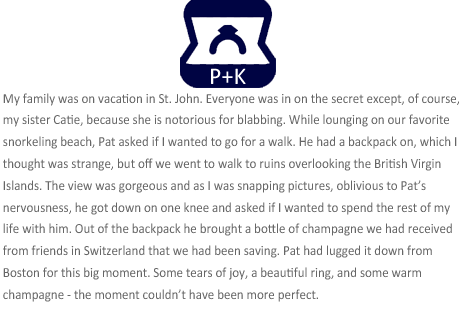 P+K
My family was on vacation in St. John. Everyone was in on the secret except, of course,
my sister Catie, because she is notorious for blabbing. While lounging on our favorite
snorkeling beach, Pat asked if I wanted to go for a walk. He had a backpack on, which I
thought was strange, but off we went to walk to ruins overlooking the British Virgin
Islands. The view was gorgeous and as I was snapping pictures, oblivious to Pat’s
nervousness, he got down on one knee and asked if I wanted to spend the rest of my
life with him. Out of the backpack he brought a bottle of champagne we had received
from friends in Switzerland that we had been saving. Pat had lugged it down from
Boston for this big moment. Some tears of joy, a beautiful ring, and some warm
champagne - the moment couldn’t have been more perfect.